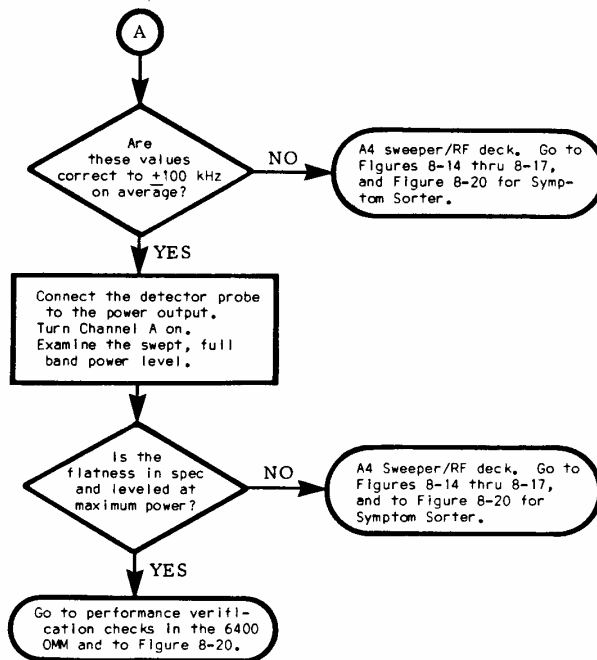 A
Are
these values
correct to ±100 kHz
on average?
NO
A4 sweeper/RF deck. Go to
Figures 8-14 thru 8-17,
and Figure 8-20 for Symp-
tom Sorter.
YES
Connect the detector probe
to the power output.
Turn Channel A on.
Examine the swept, full
band power level.
Is the
flatness in spec
and leveled at
maximum power?
NO
A4 Sweeper/RF deck. Go to
Figures 8-14 thru 8-17,
and to Figure 8-20 for
Symptom Sorter.
YES
Go to performance verifi-
cation checks in the 6400
OMM and to Figure 8-20.